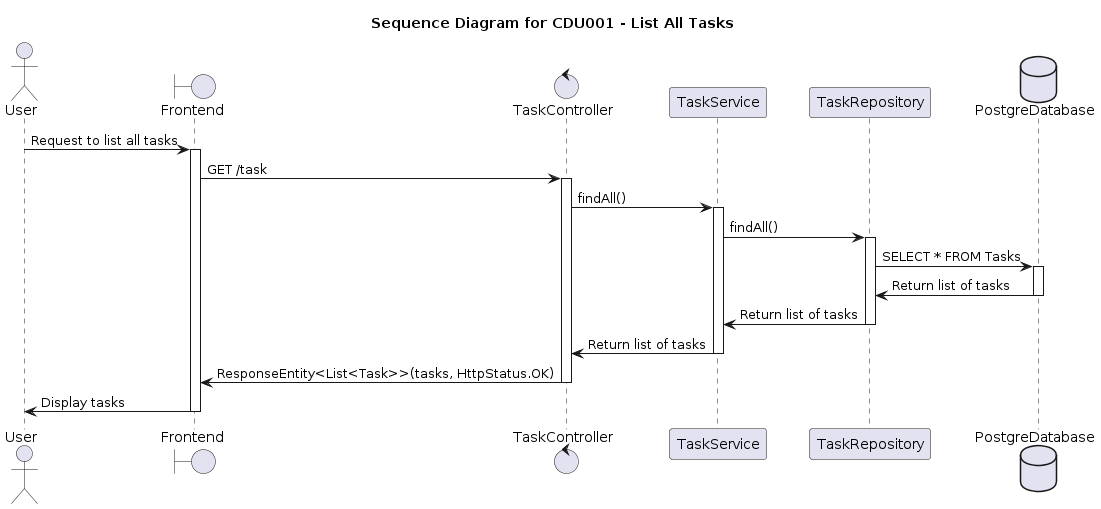 Sequence Diagram for CDU001 - List All Tasks
User
Frontend
TaskController
TaskService
TaskRepository
PostgreDatabase
Request to list all tasks
GET /task
findAll()
findAll()
SELECT * FROM Tasks
Return list of tasks
Return list of tasks
Return list of tasks
ResponseEntity<List<Task>>(tasks, HttpStatus.OK)
Display tasks
User
Frontend
TaskController
TaskService
TaskRepository
PostgreDatabase